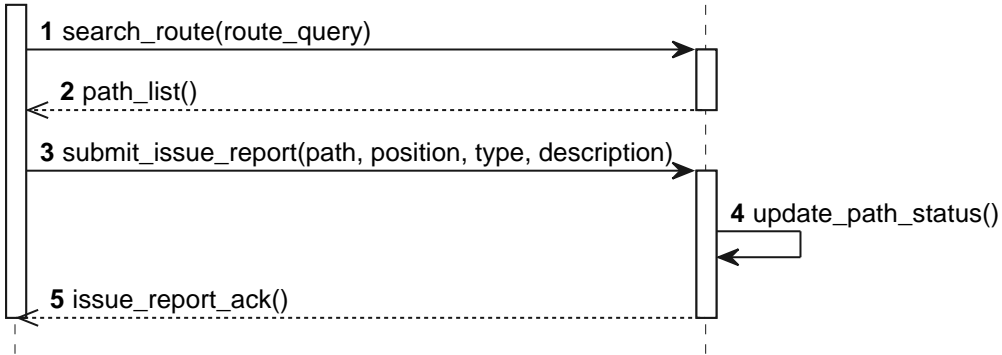 1 search_route(route_query)
2 path_list()
3 submit_issue_report(path, position, type, description)
4 update_path_status()
5 issue_report_ack()